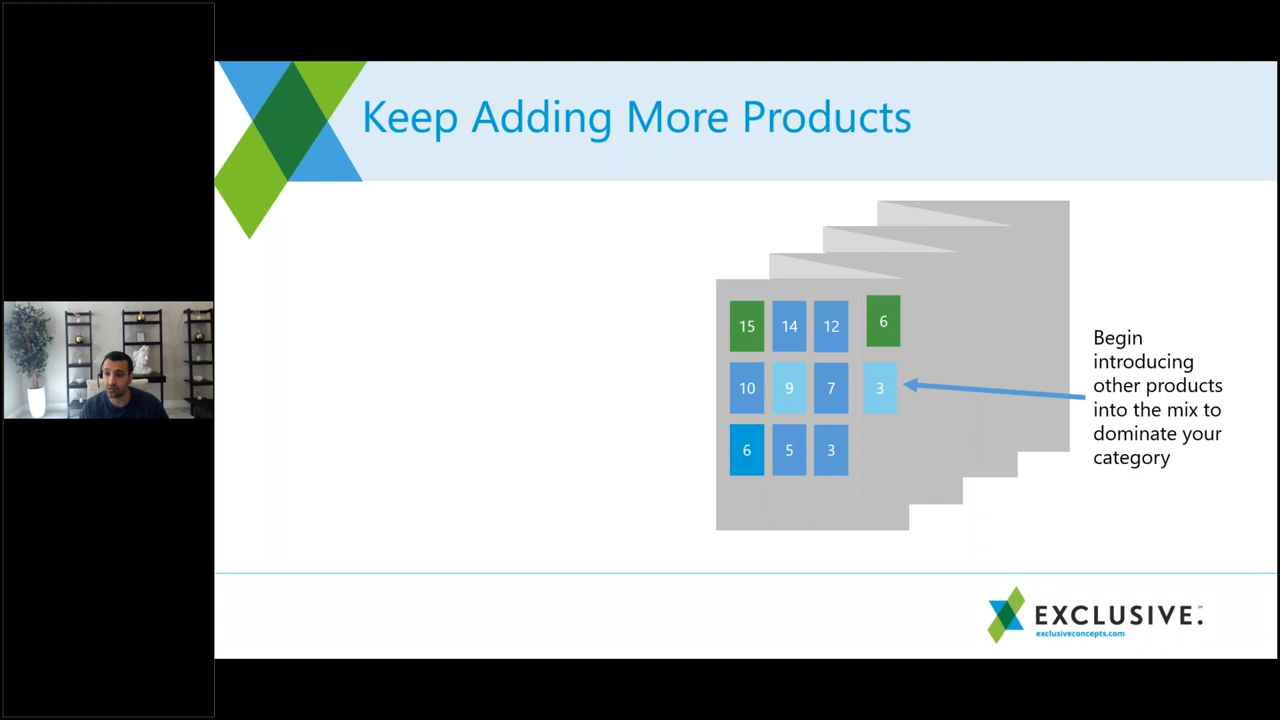 Keep Adding More Products
15 14 12 6
10 9 7 3
6 5 3
Begin
introducing
other products
into the mix to
dominate your
category
EXCLUSIVE.
exclusiveconcepts.com